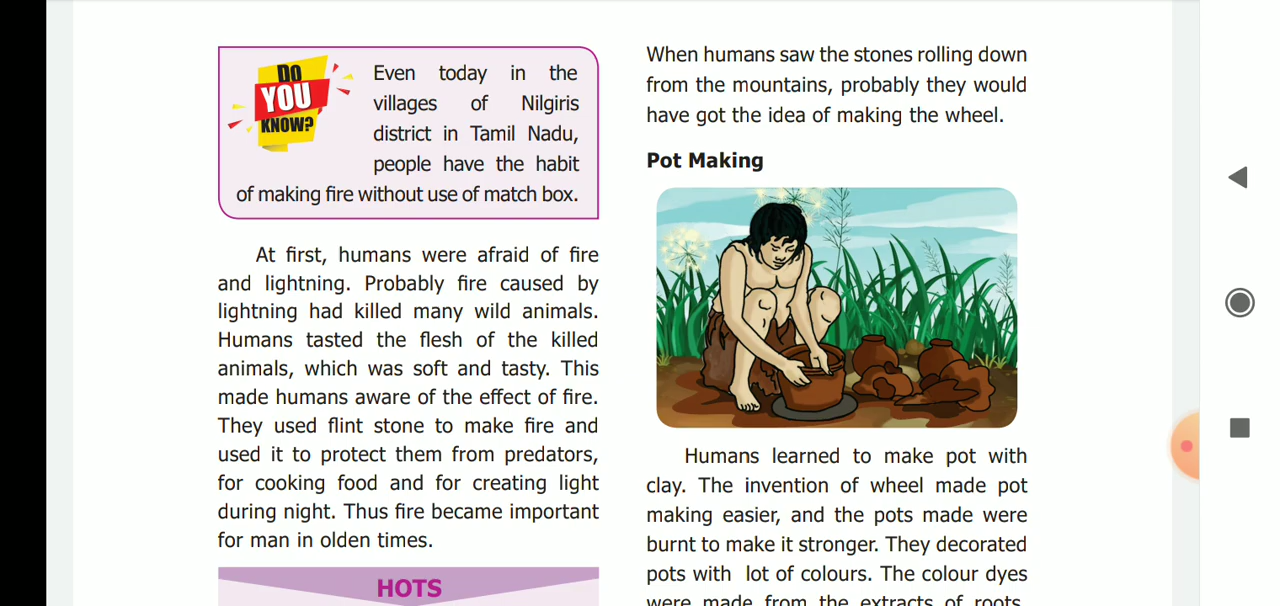 DO
YOU
KNOW?
Even today in the
villages of Nilgiris
district in Tamil Nadu,
people have the habit
of making fire without use of match box.
At first, humans were afraid of fire
and lightning. Probably fire caused by
lightning had killed many wild animals.
Humans tasted the flesh of the killed
animals, which was soft and tasty. This
made humans aware of the effect of fire.
They used flint stone to make fire and
used it to protect them from predators,
for cooking food and for creating light
during night. Thus fire became important
for man in olden times.
HOTS
When humans saw the stones rolling down
from the mountains, probably they would
have got the idea of making the wheel.
Pot Making
Humans learned to make pot with
clay. The invention of wheel made pot
making easier, and the pots made were
burnt to make it stronger. They decorated
pots with lot of colours. The colour dyes
were made from the extracts of roots,